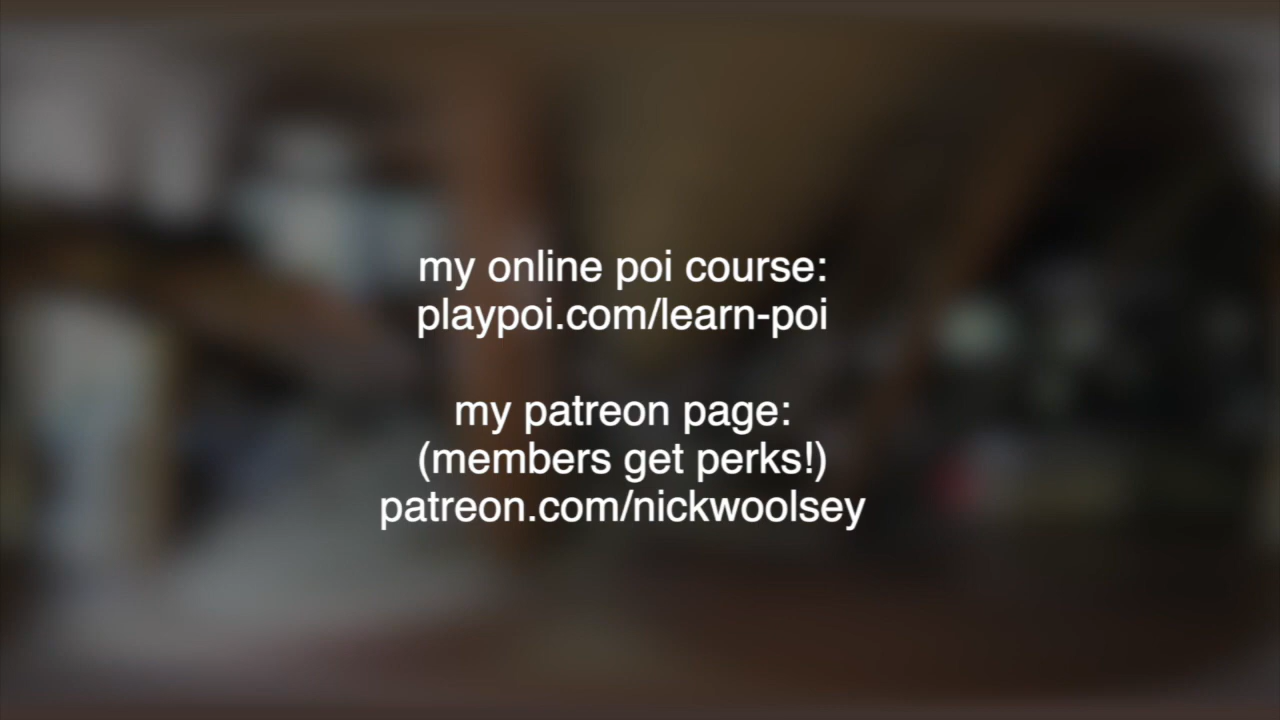 my online poi course:
playpoi.com/learn-poi
my patreon page:
(members get perks!)
patreon.com/nickwoolsey